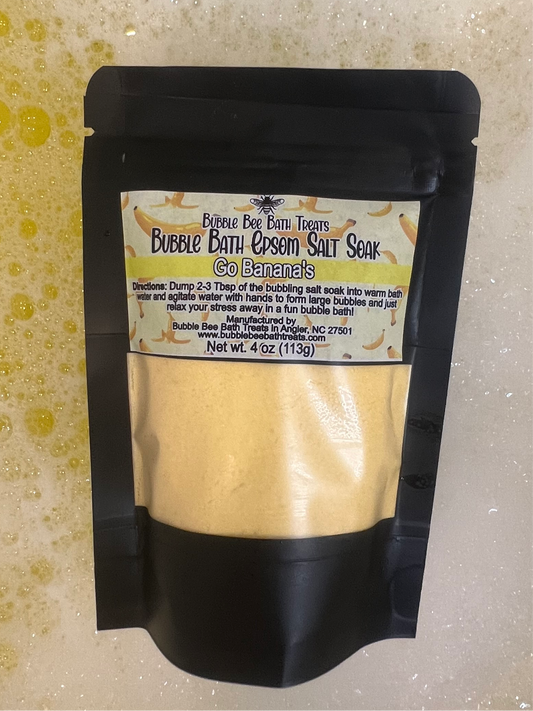 Bubble Bee Bath Treats
Bubble Bath Epsom Salt Soak
Go Banana's
Directions: Dump 2-3 Tbsp of the bubbling salt soak into warm bath
water and agitate water with hands to form large bubbles and just
relax your stress away in a fun bubble bath!
Manufactured by
Bubble Bee Bath Treats in Angier, NC 27501
www.bubblebeebathtreats.com
Net wt. 4 oz (113g)